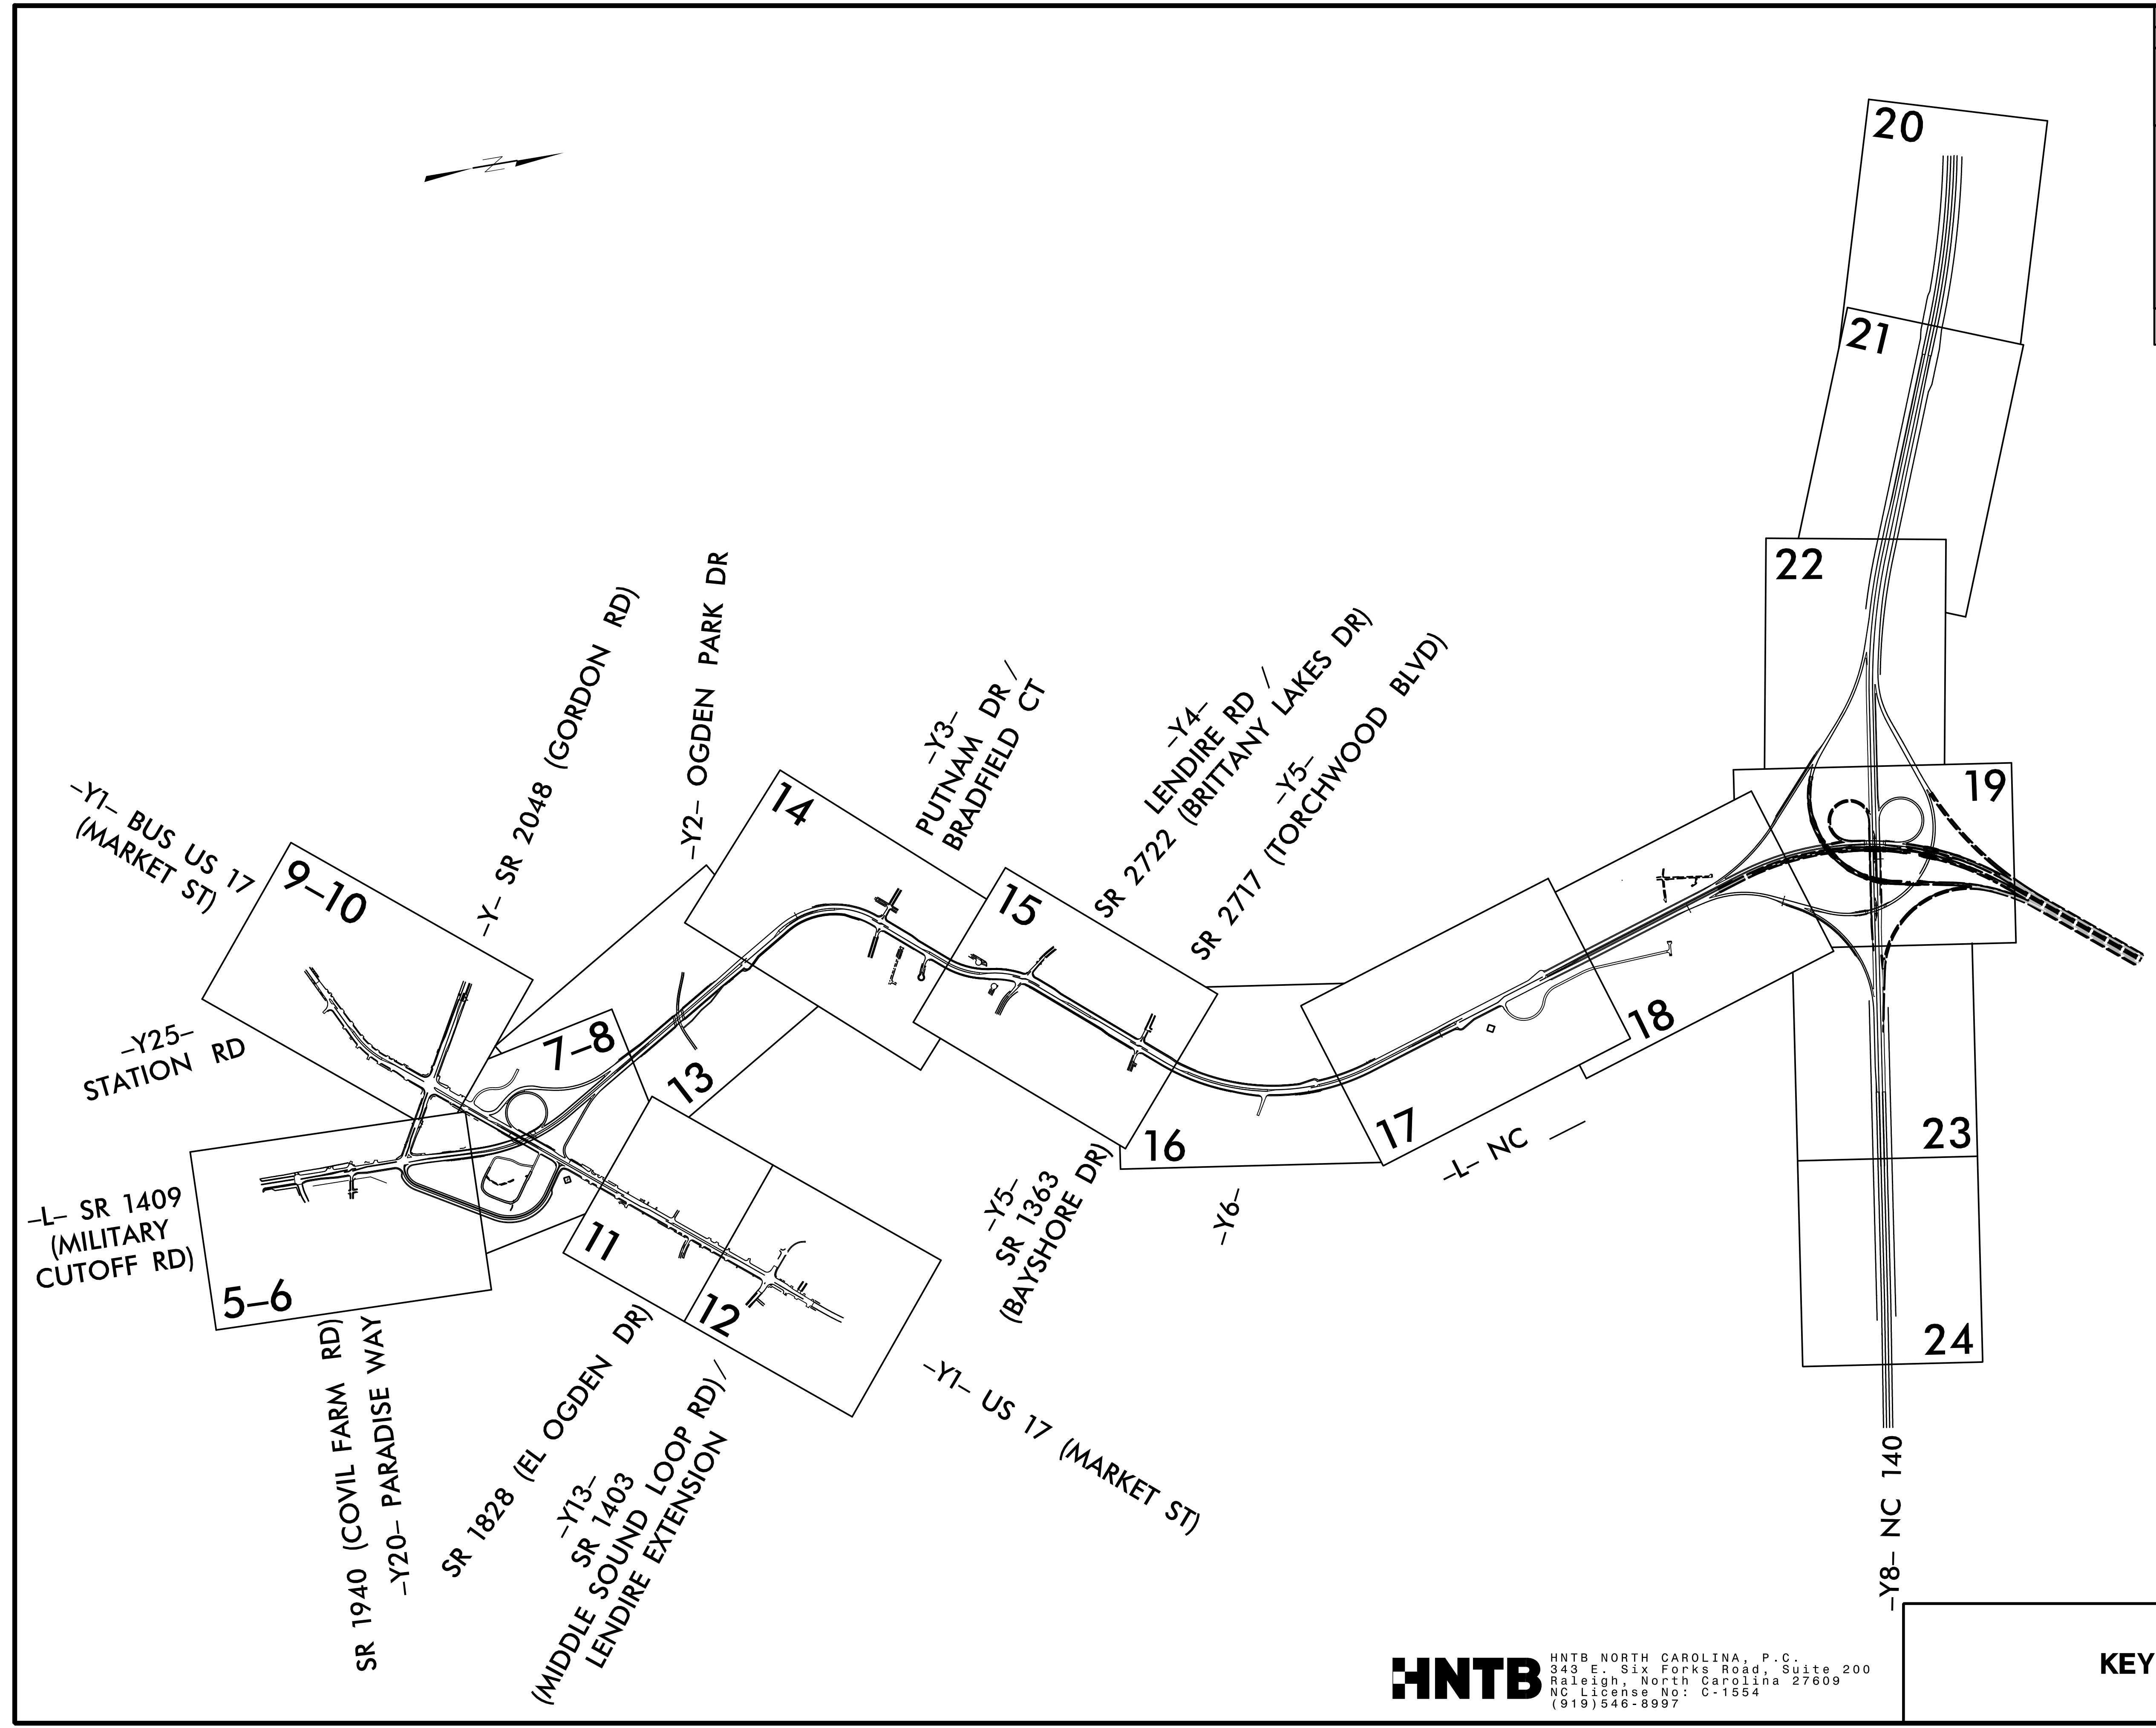 N
20
21
22
19
18
23
24
17
16
15
14
13
7–8
9–10
11
12
5–6
–Y1– BUS US 17
(MARKET ST)
–Y– SR 2048 (GORDON RD)
–Y2– OGDEN PARK DR
–Y3–
PUTNAM DR /
BRADFIELD CT
–Y4–
LENDIRE RD /
SR 2722 (BRITTANY LAKES DR)
–Y5–
SR 2717 (TORCHWOOD BLVD)
–Y25–
STATION RD
–L– SR 1409
(MILITARY
CUTOFF RD)
SR 1940 (COVIL FARM RD)
–Y20– PARADISE WAY
SR 1828 (EL OGDEN DR)
–Y13–
SR 1403
(MIDDLE SOUND LOOP RD)/
LENDIRE EXTENSION
–Y1– US 17 (MARKET ST)
–Y5–
SR 1363
(BAYSHORE DR)
–Y6–
–L– NC —
–Y8– NC 140
HNTB
HNTB NORTH CAROLINA, P.C.
343 E. Six Forks Road, Suite 200
Raleigh, North Carolina 27609
NC License No: C-1554
(919)546-8997
KEY